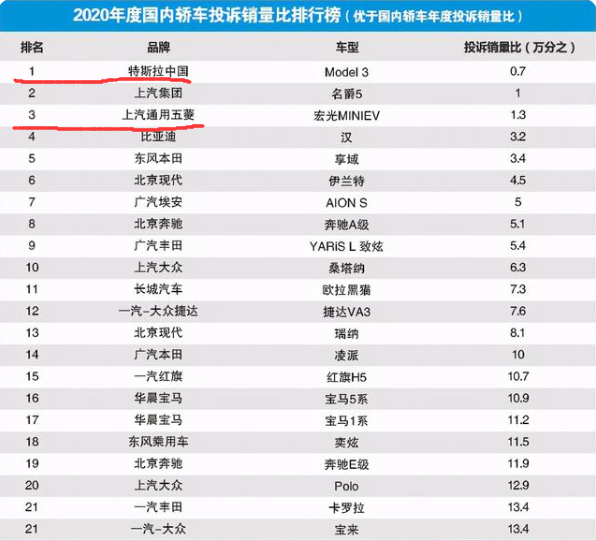 2020年度国内轿车投诉销量比排行榜（优于国内轿车年度投诉销量比）
排名 品牌 车型 投诉销量比（万分之）
1 特斯拉中国 Model 3 0.7
2 上汽集团 名爵5 1
3 上汽通用五菱 宏光MINIEV 1.3
4 比亚迪 汉 3.2
5 东风本田 享域 3.4
6 北京现代 伊兰特 4.5
7 广汽埃安 AION S 5
8 北京奔驰 奔驰A级 5.1
9 广汽丰田 YARiS L 致炫 5.4
10 上汽大众 桑塔纳 6.3
11 长城汽车 欧拉黑猫 7.3
12 一汽-大众捷达 捷达VA3 7.6
13 北京现代 瑞纳 8.1
14 广汽本田 凌派 10
15 一汽红旗 红旗H5 10.7
16 华晨宝马 宝马5系 10.9
17 华晨宝马 宝马1系 11.2
18 东风乘用车 奕炫 11.5
19 北京奔驰 奔驰E级 11.9
20 上汽大众 Polo 12.9
21 一汽丰田 卡罗拉 13.4
21 一汽-大众 宝来 13.4